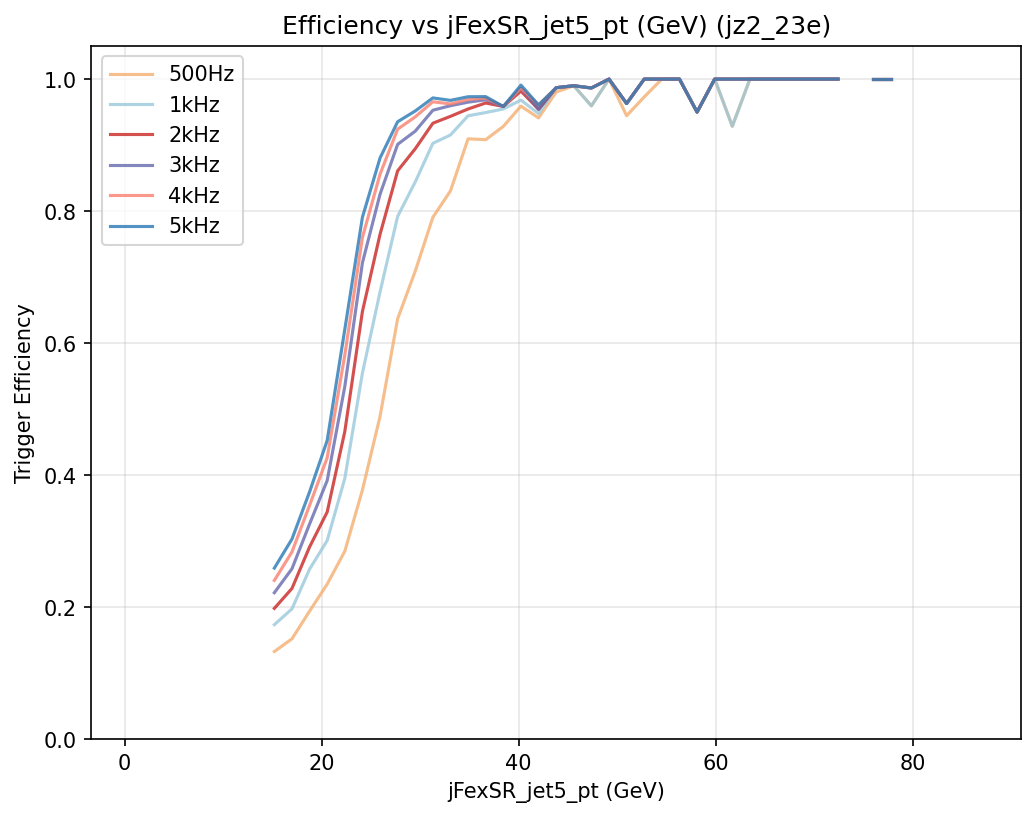 Efficiency vs jFexSR_jet5_pt (GeV) (jz2_23e)
500Hz
1kHz
2kHz
3kHz
4kHz
5kHz
Trigger Efficiency
1.0
0.8
0.6
0.4
0.2
0.0
0 20 40 60 80
jFexSR_jet5_pt (GeV)